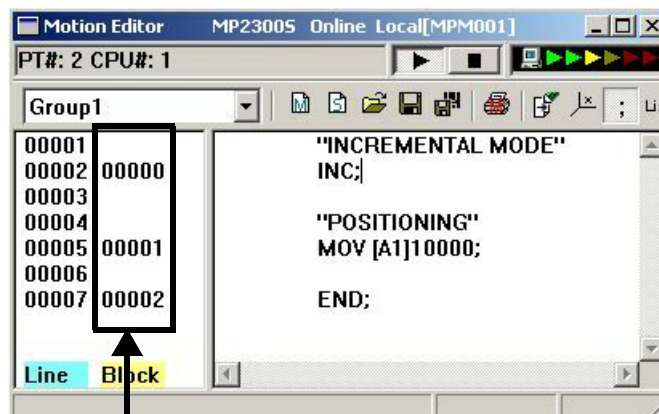 Motion Editor MP2300S Online Local[MPM001]
PT#: 2 CPU#: 1
Group1
00001 "INCREMENTAL MODE"
00002 00000 INC;
00003
00004 "POSITIONING"
00005 00001 MOV [A1]10000;
00006
00007 00002 END;
Line Block